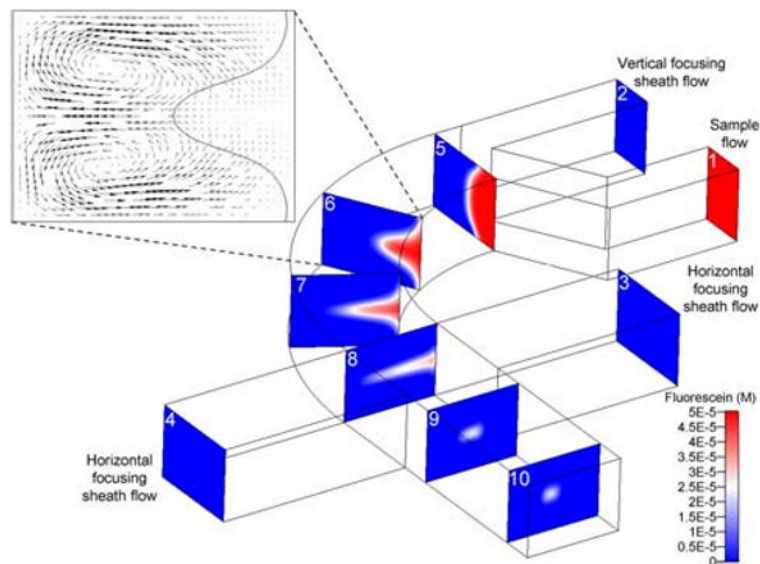 Vertical focusing
sheath flow
2
Sample
flow
1
5
6
Horizontal
focusing
sheath flow
3
7
8
4
9
10
Horizontal
focusing
sheath flow
Fluorescein (M)
5E-5
4.5E-5
4E-5
3.5E-5
3E-5
2.5E-5
2E-5
1.5E-5
1E-5
0.5E-5
0